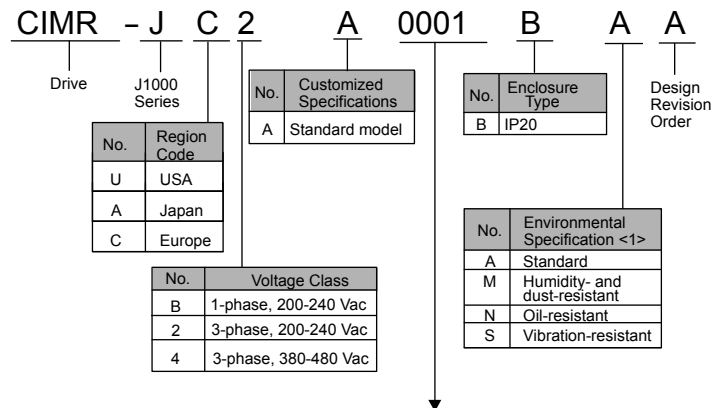 CIMR – J C 2 A 0001 B A A
Drive
J1000
Series
No. Customized
Specifications
A Standard model
No. Enclosure
Type
B IP20
Design
Revision
Order
No. Region
Code
U USA
A Japan
C Europe
No. Voltage Class
B 1-phase, 200-240 Vac
2 3-phase, 200-240 Vac
4 3-phase, 380-480 Vac
No. Environmental
Specification <1>
A Standard
M Humidity- and
dust-resistant
N Oil-resistant
S Vibration-resistant